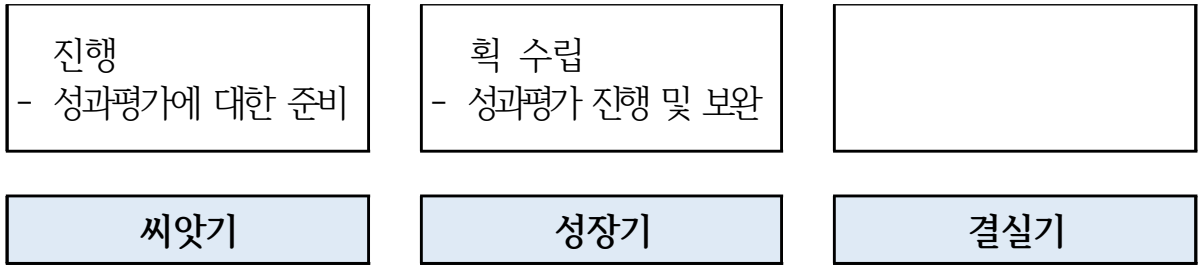 진행
- 성과평가에 대한 준비
획 수립
- 성과평가 진행 및 보완
씨앗기
성장기
결실기